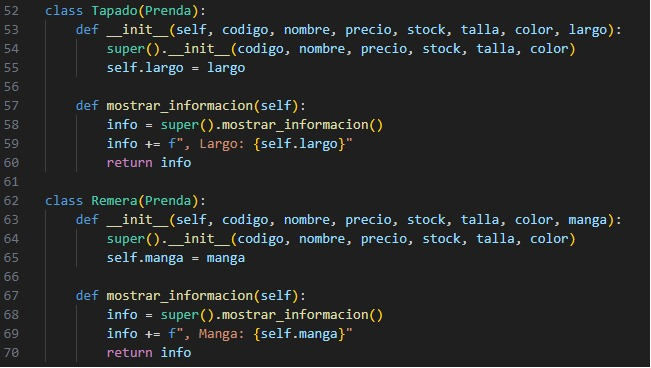 52 class Tapado(Prenda):
53     def __init__(self, codigo, nombre, precio, stock, talla, color, largo):
54         super().__init__(codigo, nombre, precio, stock, talla, color)
55         self.largo = largo
56
57     def mostrar_informacion(self):
58         info = super().mostrar_informacion()
59         info += f", Largo: {self.largo}"
60         return info
61
62 class Remera(Prenda):
63     def __init__(self, codigo, nombre, precio, stock, talla, color, manga):
64         super().__init__(codigo, nombre, precio, stock, talla, color)
65         self.manga = manga
66
67     def mostrar_informacion(self):
68         info = super().mostrar_informacion()
69         info += f", Manga: {self.manga}"
70         return info